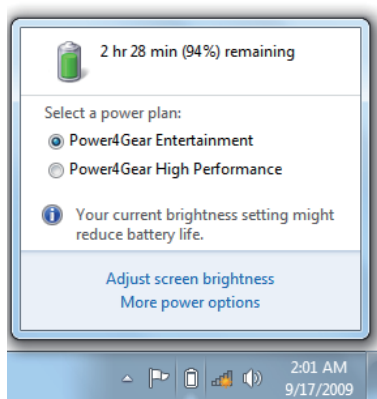 2 hr 28 min (94%) remaining
Select a power plan:
Power4Gear Entertainment
Power4Gear High Performance
Your current brightness setting might
reduce battery life.
Adjust screen brightness
More power options
2:01 AM
9/17/2009